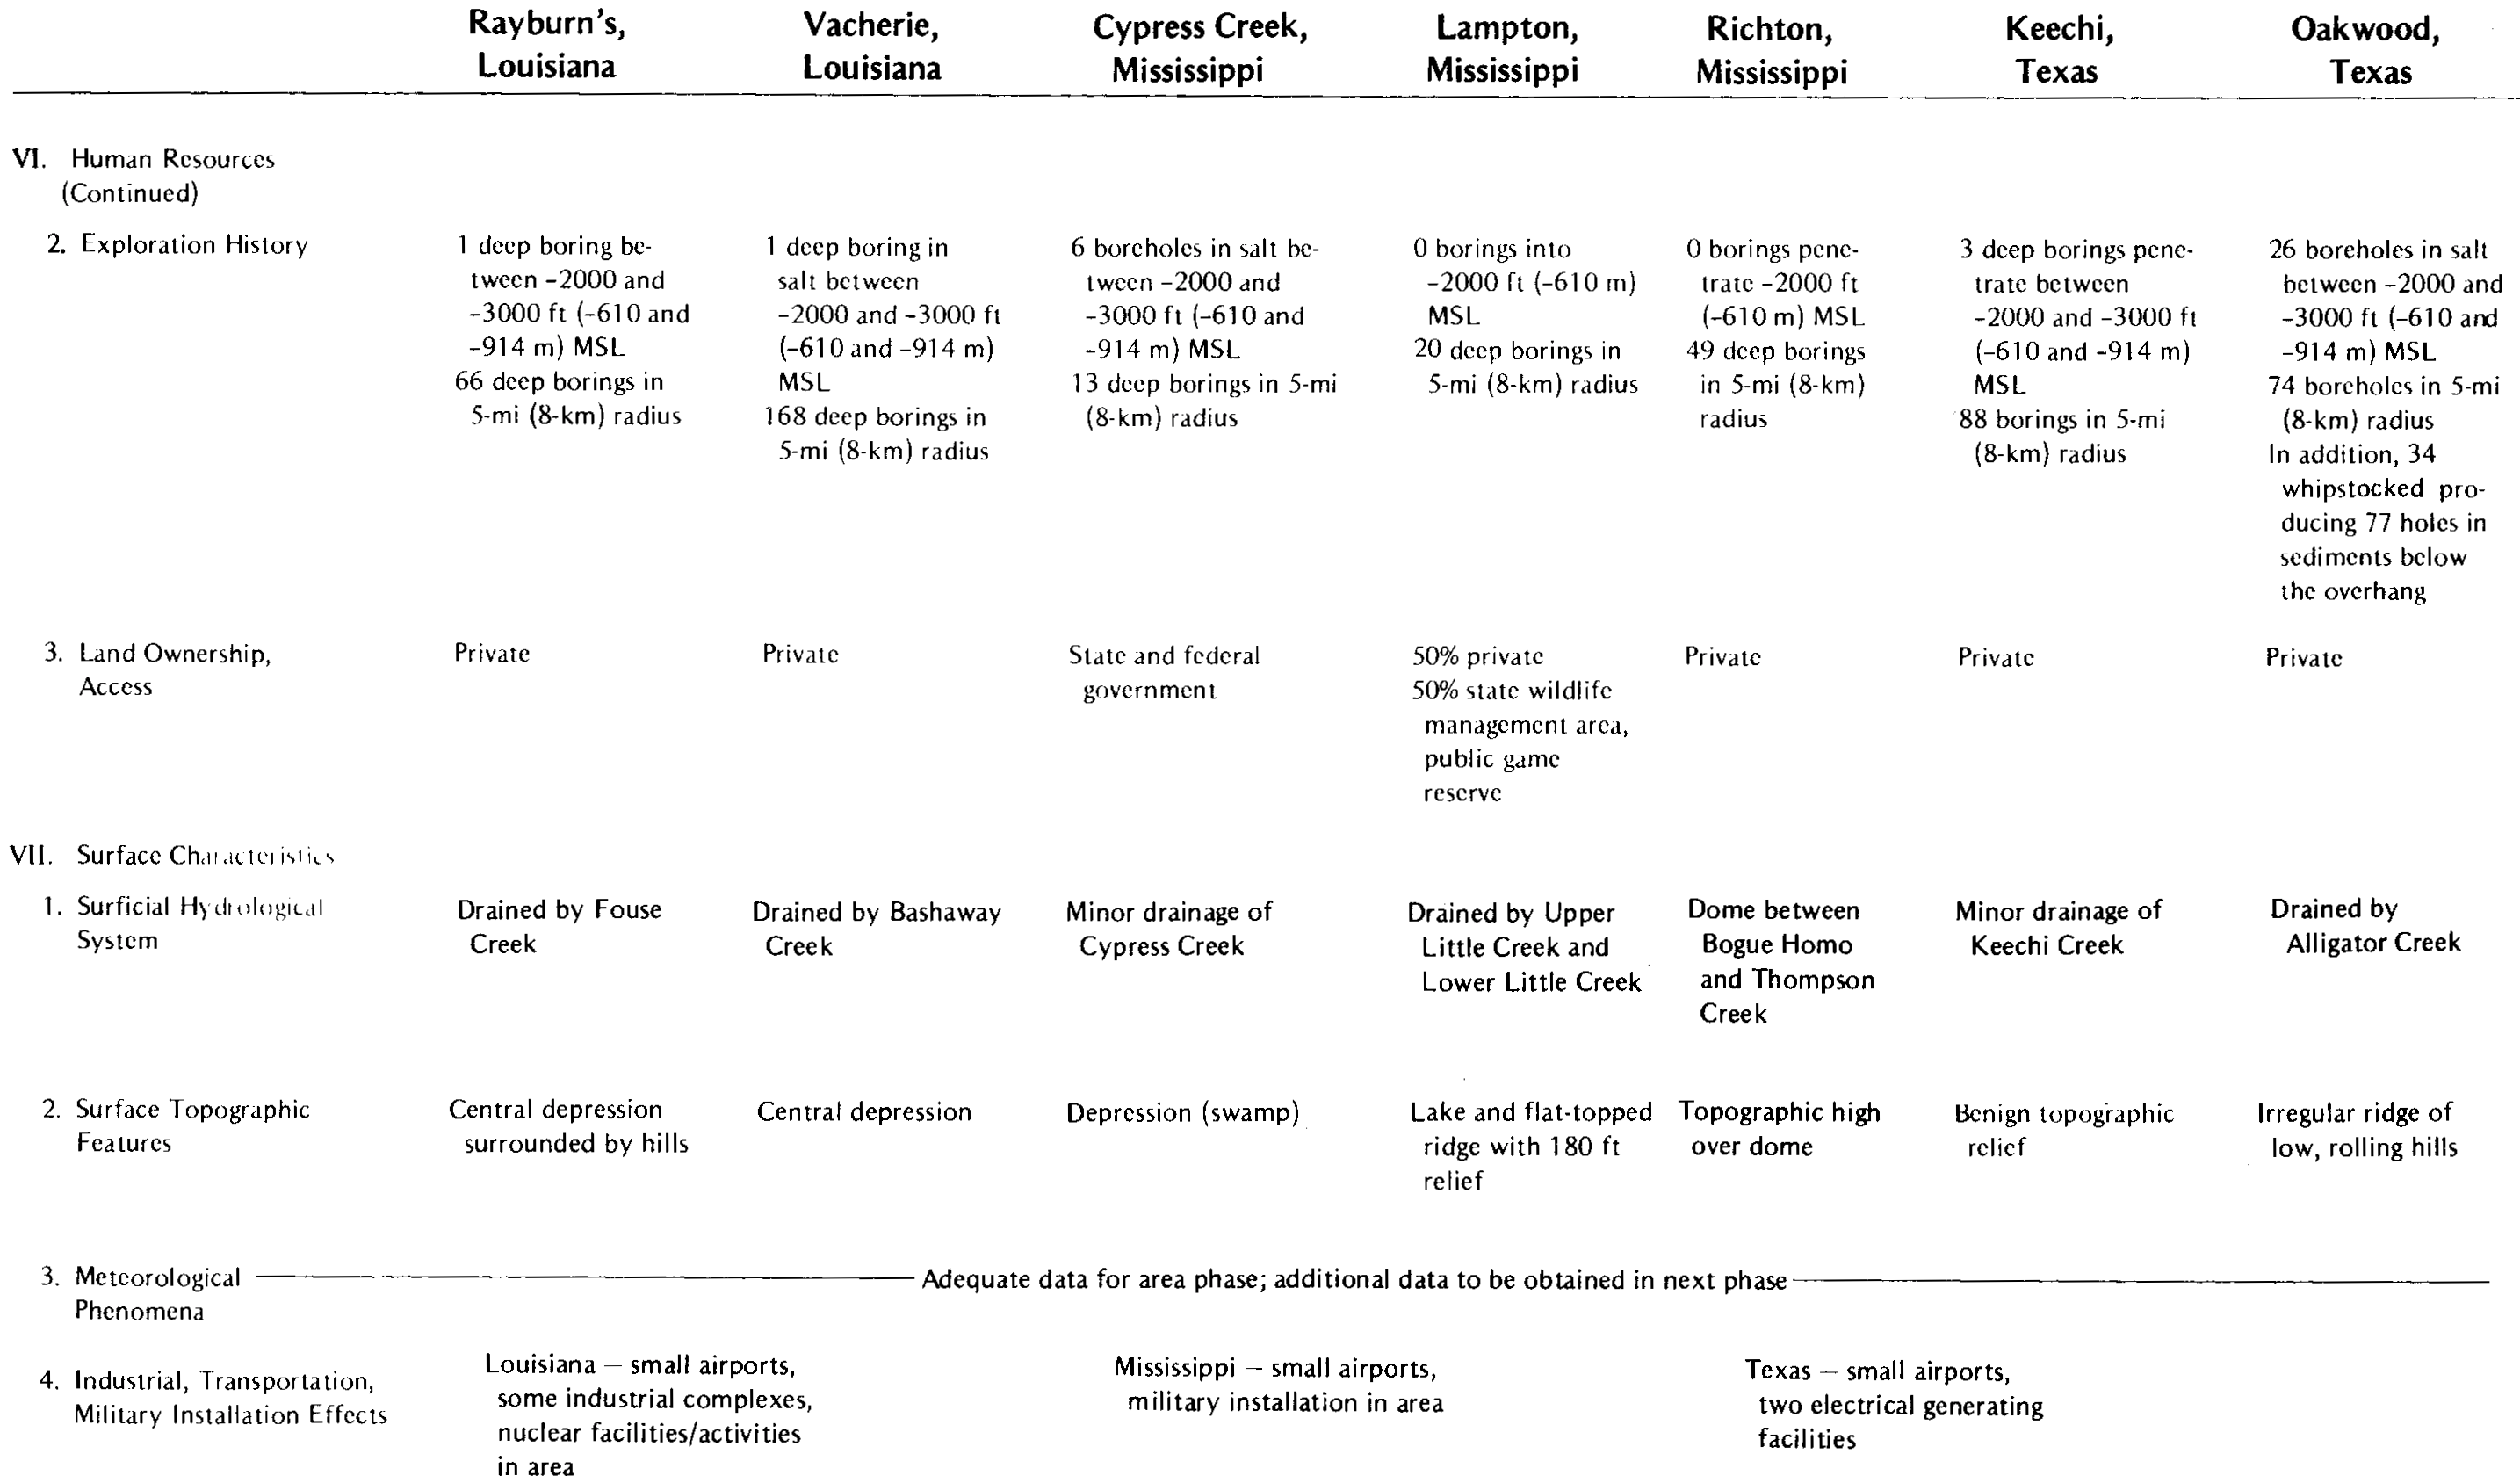 Rayburn's,
Louisiana
Vacherie,
Louisiana
Cypress Creek,
Mississippi
Lampton,
Mississippi
Richton,
Mississippi
Keechi,
Texas
Oakwood,
Texas
VI. Human Resources
(Continued)
2. Exploration History
1 deep boring be-
tween -2000 and
-3000 ft (-610 and
-914 m) MSL
66 deep borings in
5-mi (8-km) radius
1 deep boring in
salt between
-2000 and -3000 ft
(-610 and -914 m)
MSL
168 deep borings in
5-mi (8-km) radius
6 boreholes in salt be-
tween -2000 and
-3000 ft (-610 and
-914 m) MSL
13 deep borings in 5-mi
(8-km) radius
0 borings into
-2000 ft (-610 m)
MSL
20 deep borings in
5-mi (8-km) radius
0 borings pene-
trate -2000 ft
(-610 m) MSL
49 deep borings
in 5-mi (8-km)
radius
3 deep borings pene-
trate between
-2000 and -3000 ft
(-610 and -914 m)
MSL
88 borings in 5-mi
(8-km) radius
26 boreholes in salt
between -2000 and
-3000 ft (-610 and
-914 m) MSL
74 boreholes in 5-mi
(8-km) radius
In addition, 34
whipstocked pro-
ducing 77 holes in
sediments below
the overhang
3. Land Ownership,
Access
Private
Private
State and federal
government
50% private
50% state wildlife
management area,
public game
reserve
Private
Private
Private
VII. Surface Characteristics
1. Surficial Hydrological
System
Drained by Fouse
Creek
Drained by Bashaway
Creek
Minor drainage of
Cypress Creek
Drained by Upper
Little Creek and
Lower Little Creek
Dome between
Bogue Homo
and Thompson
Creek
Minor drainage of
Keechi Creek
Drained by
Alligator Creek
2. Surface Topographic
Features
Central depression
surrounded by hills
Central depression
Depression (swamp)
Lake and flat-topped
ridge with 180 ft
relief
Topographic high
over dome
Benign topographic
relief
Irregular ridge of
low, rolling hills
3. Meteorological
Phenomena
Adequate data for area phase; additional data to be obtained in next phase
4. Industrial, Transportation,
Military Installation Effects
Louisiana — small airports,
some industrial complexes,
nuclear facilities/activities
in area
Mississippi — small airports,
military installation in area
Texas — small airports,
two electrical generating
facilities